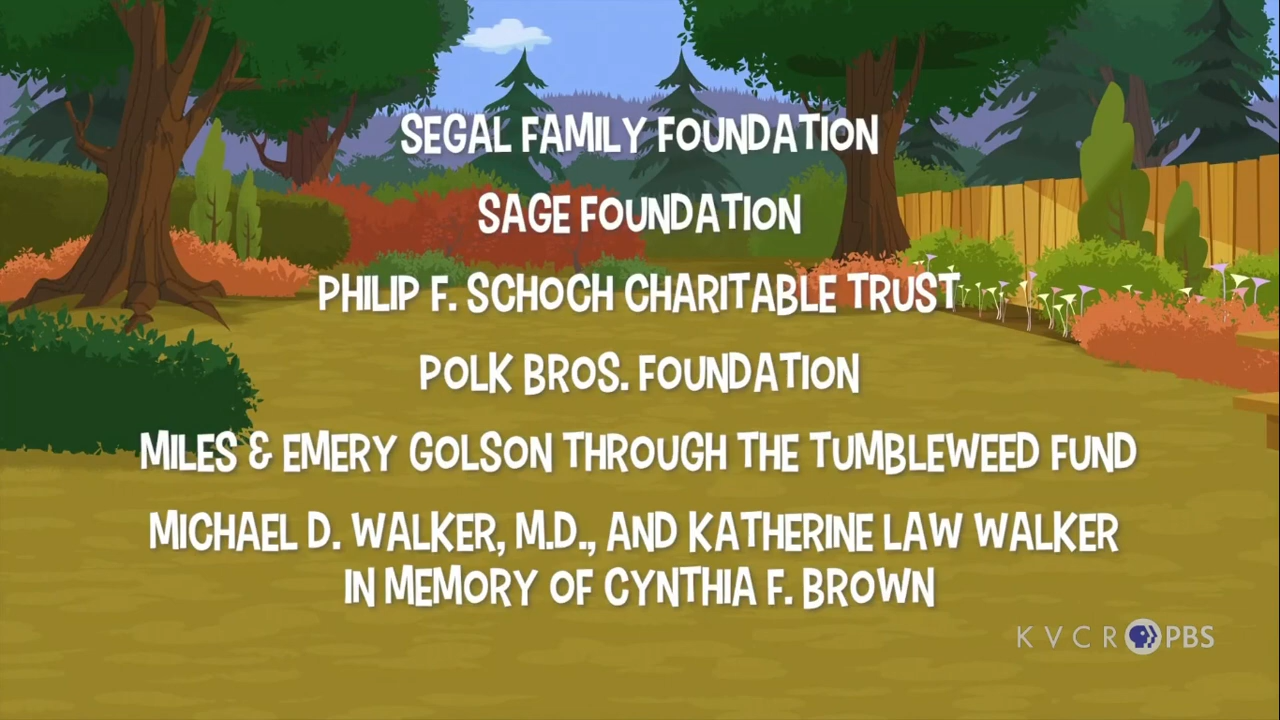 SEGAL FAMILY FOUNDATION
SAGE FOUNDATION
PHILIP F. SCHOCH CHARITABLE TRUST
POLK BROS. FOUNDATION
MILES & EMERY GOLSON THROUGH THE TUMBLEWEED FUND
MICHAEL D. WALKER, M.D., AND KATHERINE LAW WALKER
IN MEMORY OF CYNTHIA F. BROWN
KVCR PBS